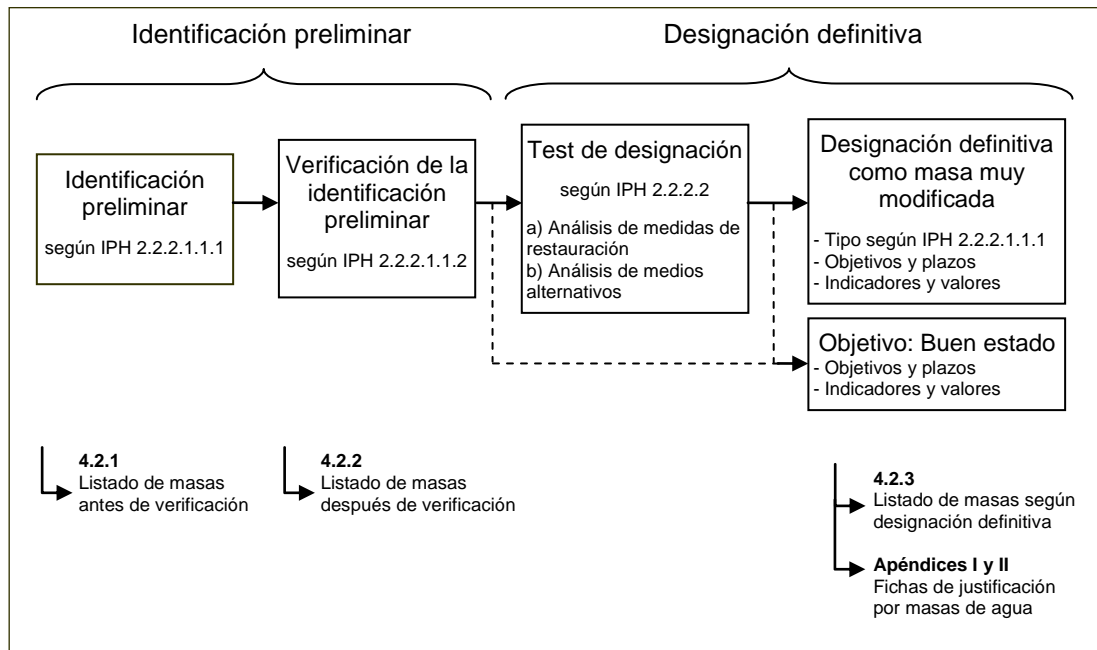 Identificación preliminar
Designación definitiva
Identificación
preliminar
según IPH 2.2.2.1.1.1
Verificación de la
identificación
preliminar
según IPH 2.2.2.1.1.2
Test de designación
según IPH 2.2.2.2
a) Análisis de medidas de
restauración
b) Análisis de medios
alternativos
Designación definitiva
como masa muy
modificada
- Tipo según IPH 2.2.2.1.1.1
- Objetivos y plazos
- Indicadores y valores
Objetivo: Buen estado
- Objetivos y plazos
- Indicadores y valores
4.2.1
Listado de masas
antes de verificación
4.2.2
Listado de masas
después de verificación
4.2.3
Listado de masas según
designación definitiva
Apéndices I y II
Fichas de justificación
por masas de agua